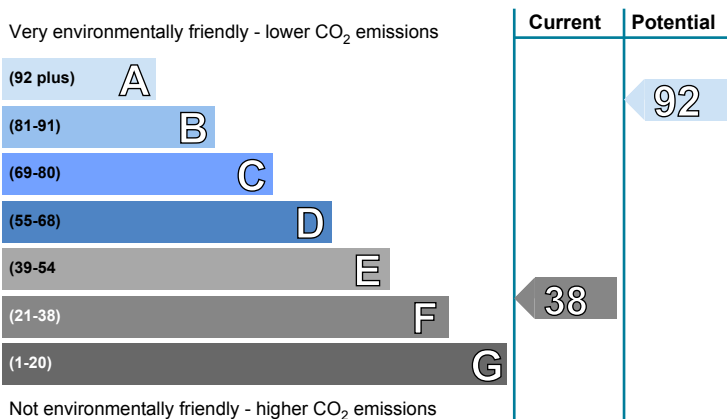 Current Potential
Very environmentally friendly - lower CO2 emissions
(92 plus) A
92
(81-91) B
(69-80) C
(55-68) D
(39-54 E
38
(21-38) F
(1-20) G
Not environmentally friendly - higher CO2 emissions